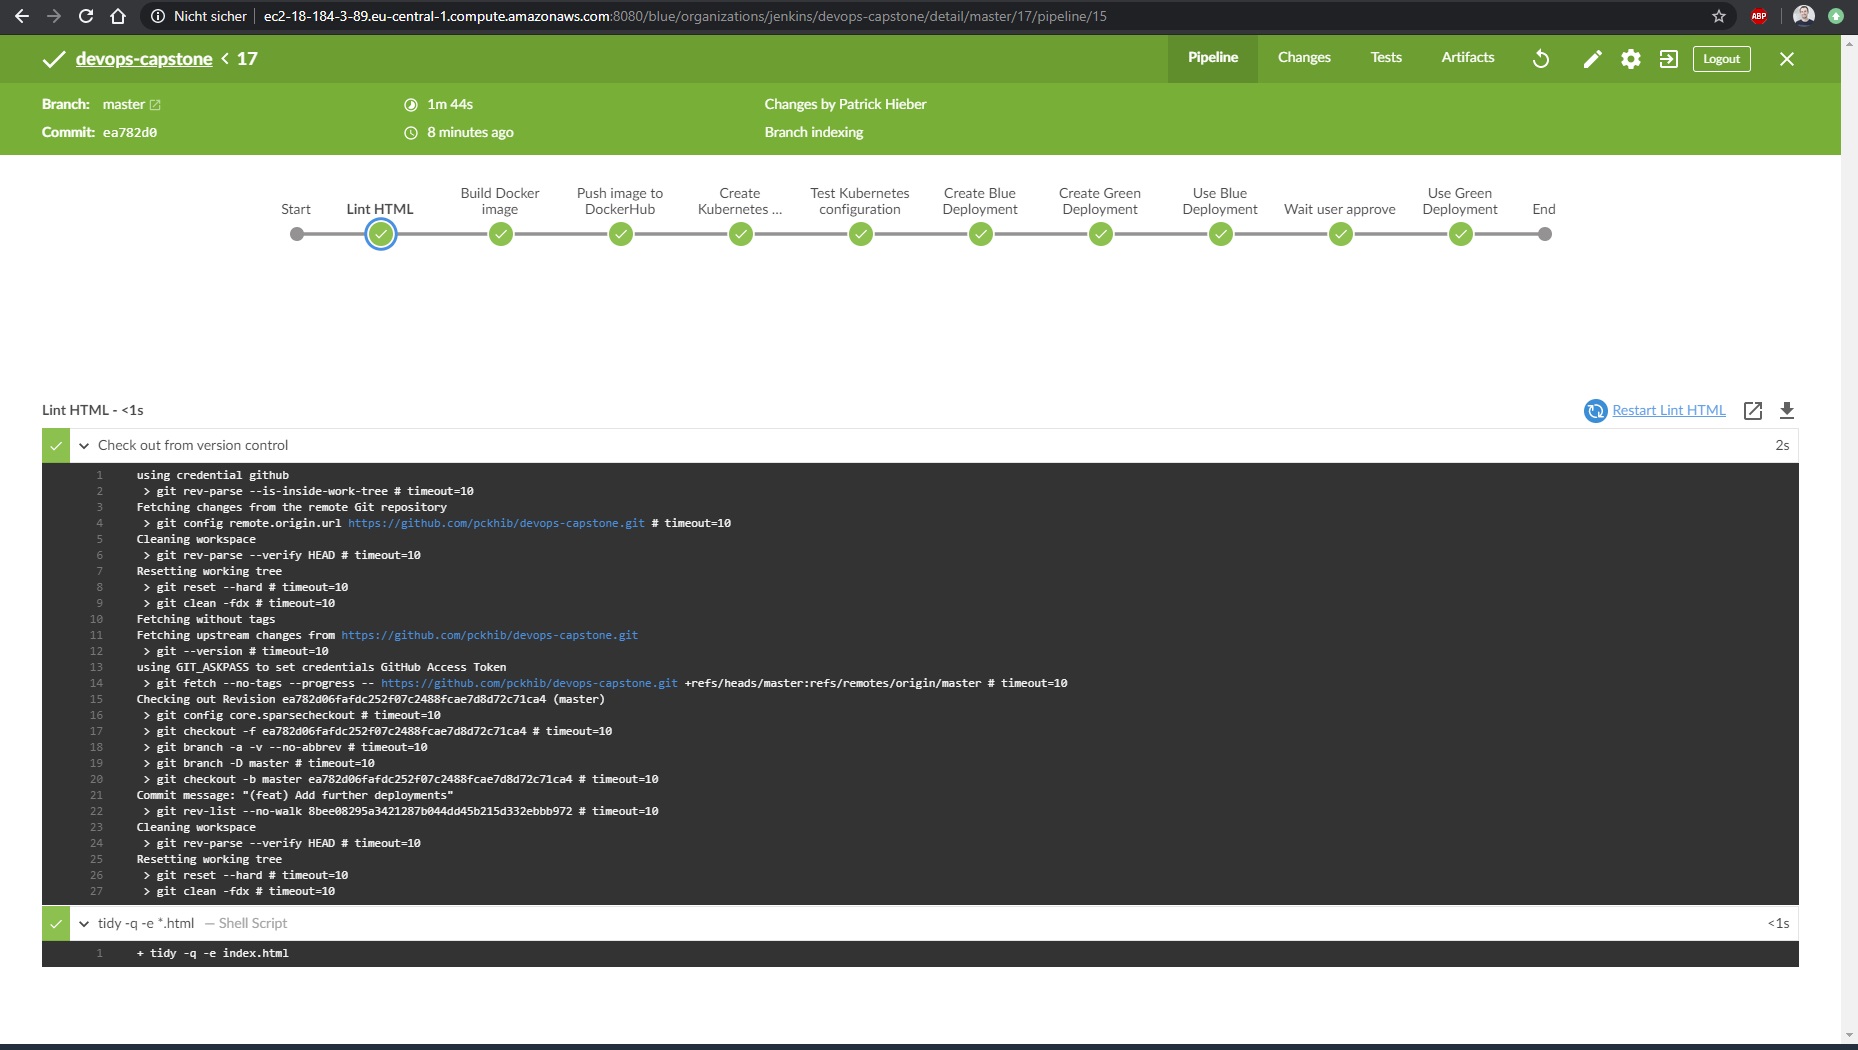 Nicht sicher ec2-18-184-3-89.eu-central-1.compute.amazonaws.com:8080/blue/organizations/jenkins/devops-capstone/detail/master/17/pipeline/15
ABP
devops-capstone < 17
Pipeline Changes Tests Artifacts Logout
Branch: master 1m 44s Changes by Patrick Hieber
Commit: ea782d0 8 minutes ago Branch indexing
Start
Lint HTML
Build Docker
image
Push image to
DockerHub
Create
Kubernetes ...
Test Kubernetes
configuration
Create Blue
Deployment
Create Green
Deployment
Use Blue
Deployment
Wait user approve
Use Green
Deployment
End
Lint HTML - <1s Restart Lint HTML
Check out from version control 2s
1 using credential github
2 > git rev-parse --is-inside-work-tree # timeout=10
3 Fetching changes from the remote Git repository
4 > git config remote.origin.url https://github.com/pckhib/devops-capstone.git # timeout=10
5 Cleaning workspace
6 > git rev-parse --verify HEAD # timeout=10
7 Resetting working tree
8 > git reset --hard # timeout=10
9 > git clean -fdx # timeout=10
10 Fetching without tags
11 Fetching upstream changes from https://github.com/pckhib/devops-capstone.git
12 > git --version # timeout=10
13 using GIT_ASKPASS to set credentials GitHub Access Token
14 > git fetch --no-tags --progress -- https://github.com/pckhib/devops-capstone.git +refs/heads/master:refs/remotes/origin/master # timeout=10
15 Checking out Revision ea782d06fafdc252f07c2488fcae7d8d72c71ca4 (master)
16 > git config core.sparsecheckout # timeout=10
17 > git checkout -f ea782d06fafdc252f07c2488fcae7d8d72c71ca4 # timeout=10
18 > git branch -a -v --no-abbrev # timeout=10
19 > git branch -D master # timeout=10
20 > git checkout -b master ea782d06fafdc252f07c2488fcae7d8d72c71ca4 # timeout=10
21 Commit message: "(feat) Add further deployments"
22 > git rev-list --no-walk 8bee08295a3421287b044dd45b215d332ebbb972 # timeout=10
23 Cleaning workspace
24 > git rev-parse --verify HEAD # timeout=10
25 Resetting working tree
26 > git reset --hard # timeout=10
27 > git clean -fdx # timeout=10
tidy -q -e *.html — Shell Script <1s
1 + tidy -q -e index.html